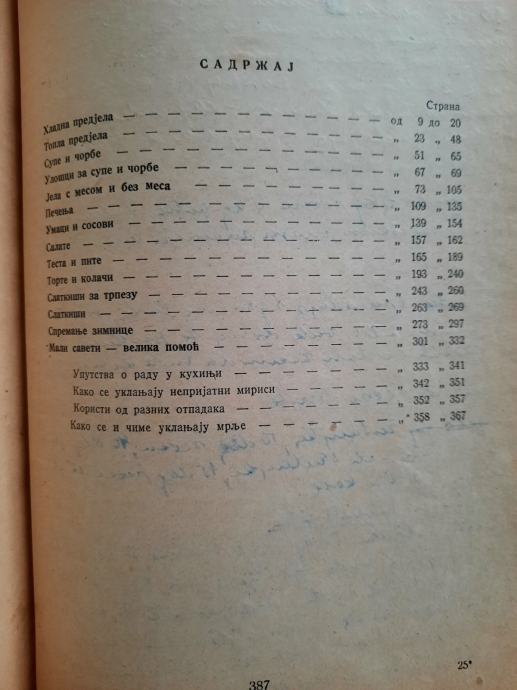 САДРЖАЈ
Страна
Хладна предјела — — — — — — — — — — — — — од 9 до 20
Топла предјела — — — — — — — — — — — — — „ 23 „ 48
Супе и чорбе — — — — — — — — — — — — — „ 51 „ 65
Улошци за супе и чорбе — — — — — — — — — — „ 67 „ 69
Јела с месом и без меса — — — — — — — — — — „ 73 „ 105
Печења — — — — — — — — — — — — — — „ 109 „ 135
Умаци и сосови — — — — — — — — — — — — „ 139 „ 154
Салате — — — — — — — — — — — — — — „ 157 „ 162
Теста и пите — — — — — — — — — — — — — „ 165 „ 189
Торте и колачи — — — — — — — — — — — — „ 193 „ 240
Слаткиши за трпезу — — — — — — — — — — — „ 243 „ 260
Слаткиши — — — — — — — — — — — — — „ 263 „ 269
Спремање зимнице — — — — — — — — — — — „ 273 „ 297
Мали савети — велика помоћ — — — — — — — — „ 301 „ 332
Упутства о раду у кухињи — — — — — — — „ 333 „ 341
Како се уклањају непријатни мириси — — — — — „ 342 „ 351
Користи од разних отпадака — — — — — — — „ 352 „ 357
Како се и чиме уклањају мрље — — — — — — „ 358 „ 367
25*
387